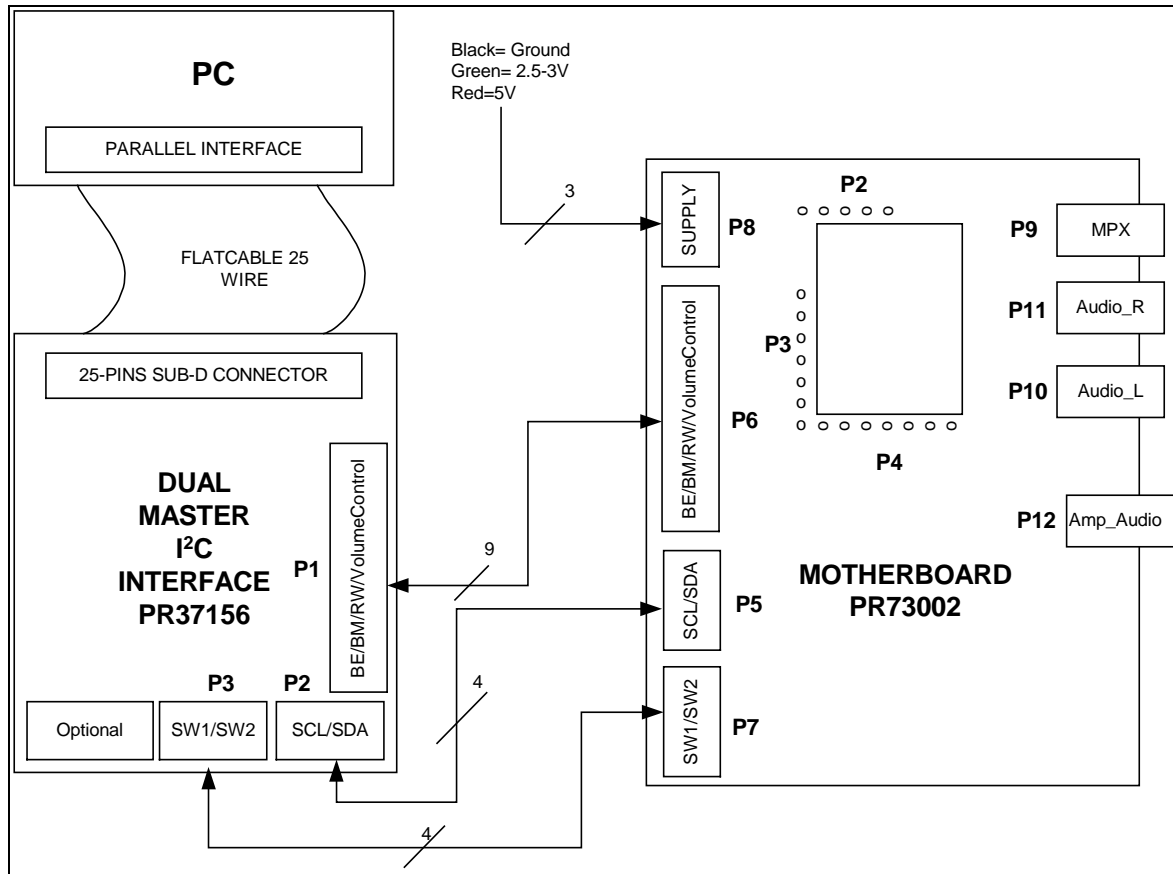 PC
PARALLEL INTERFACE
FLATCABLE 25
WIRE
25-PINS SUB-D CONNECTOR
DUAL
MASTER
I²C
INTERFACE
PR37156
P1
BE/BM/RW/VolumeControl
P3
P2
Optional
SW1/SW2
SCL/SDA
Black= Ground
Green= 2.5-3V
Red=5V
3
9
4
4
SUPPLY
P8
BE/BM/RW/VolumeControl
P6
SCL/SDA
P5
SW1/SW2
P7
P2
P3
P4
MOTHERBOARD
PR73002
P9
MPX
P11
Audio_R
P10
Audio_L
P12
Amp_Audio